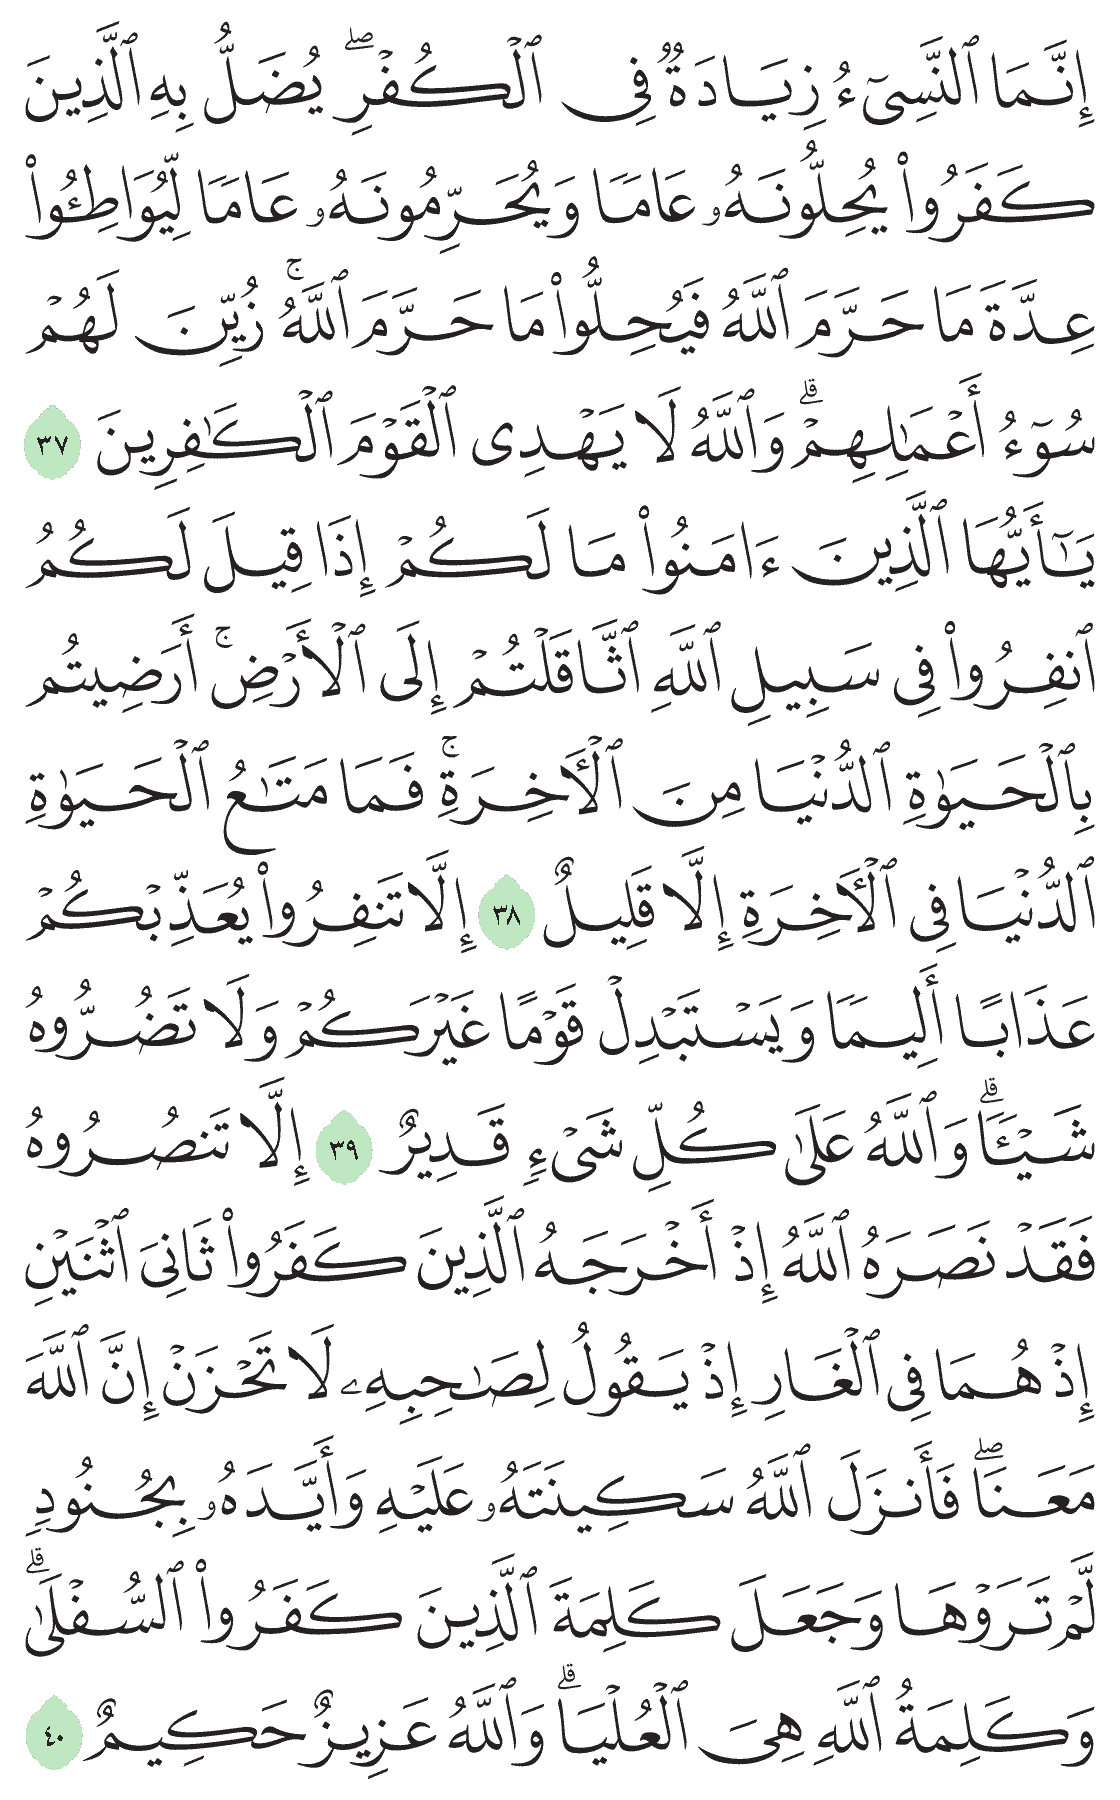 إِنَّمَا ٱلنَّسِىٓءُ زِيَادَةٌ فِى ٱلْكُفْرِ ۖ يُضَلُّ بِهِ ٱلَّذِينَ
كَفَرُوا۟ يُحِلُّونَهُۥ عَامًا وَيُحَرِّمُونَهُۥ عَامًا لِّيُوَاطِـُٔوا۟
عِدَّةَ مَا حَرَّمَ ٱللَّهُ فَيُحِلُّوا۟ مَا حَرَّمَ ٱللَّهُ ۚ زُيِّنَ لَهُمْ
سُوٓءُ أَعْمَـٰلِهِمْ ۗ وَٱللَّهُ لَا يَهْدِى ٱلْقَوْمَ ٱلْكَـٰفِرِينَ ٣٧
يَـٰٓأَيُّهَا ٱلَّذِينَ ءَامَنُوا۟ مَا لَكُمْ إِذَا قِيلَ لَكُمُ
ٱنفِرُوا۟ فِى سَبِيلِ ٱللَّهِ ٱثَّاقَلْتُمْ إِلَى ٱلْأَرْضِ ۚ أَرَضِيتُم
بِٱلْحَيَوٰةِ ٱلدُّنْيَا مِنَ ٱلْـَٔاخِرَةِ ۚ فَمَا مَتَـٰعُ ٱلْحَيَوٰةِ
ٱلدُّنْيَا فِى ٱلْـَٔاخِرَةِ إِلَّا قَلِيلٌ ٣٨ إِلَّا تَنفِرُوا۟ يُعَذِّبْكُمْ
عَذَابًا أَلِيمًا وَيَسْتَبْدِلْ قَوْمًا غَيْرَكُمْ وَلَا تَضُرُّوهُ
شَيْـًٔا ۗ وَٱللَّهُ عَلَىٰ كُلِّ شَىْءٍ قَدِيرٌ ٣٩ إِلَّا تَنصُرُوهُ
فَقَدْ نَصَرَهُ ٱللَّهُ إِذْ أَخْرَجَهُ ٱلَّذِينَ كَفَرُوا۟ ثَانِىَ ٱثْنَيْنِ
إِذْ هُمَا فِى ٱلْغَارِ إِذْ يَقُولُ لِصَـٰحِبِهِۦ لَا تَحْزَنْ إِنَّ ٱللَّهَ
مَعَنَا ۖ فَأَنزَلَ ٱللَّهُ سَكِينَتَهُۥ عَلَيْهِ وَأَيَّدَهُۥ بِجُنُودٍ
لَّمْ تَرَوْهَا وَجَعَلَ كَلِمَةَ ٱلَّذِينَ كَفَرُوا۟ ٱلسُّفْلَىٰ ۗ
وَكَلِمَةُ ٱللَّهِ هِىَ ٱلْعُلْيَا ۗ وَٱللَّهُ عَزِيزٌ حَكِيمٌ ٤٠